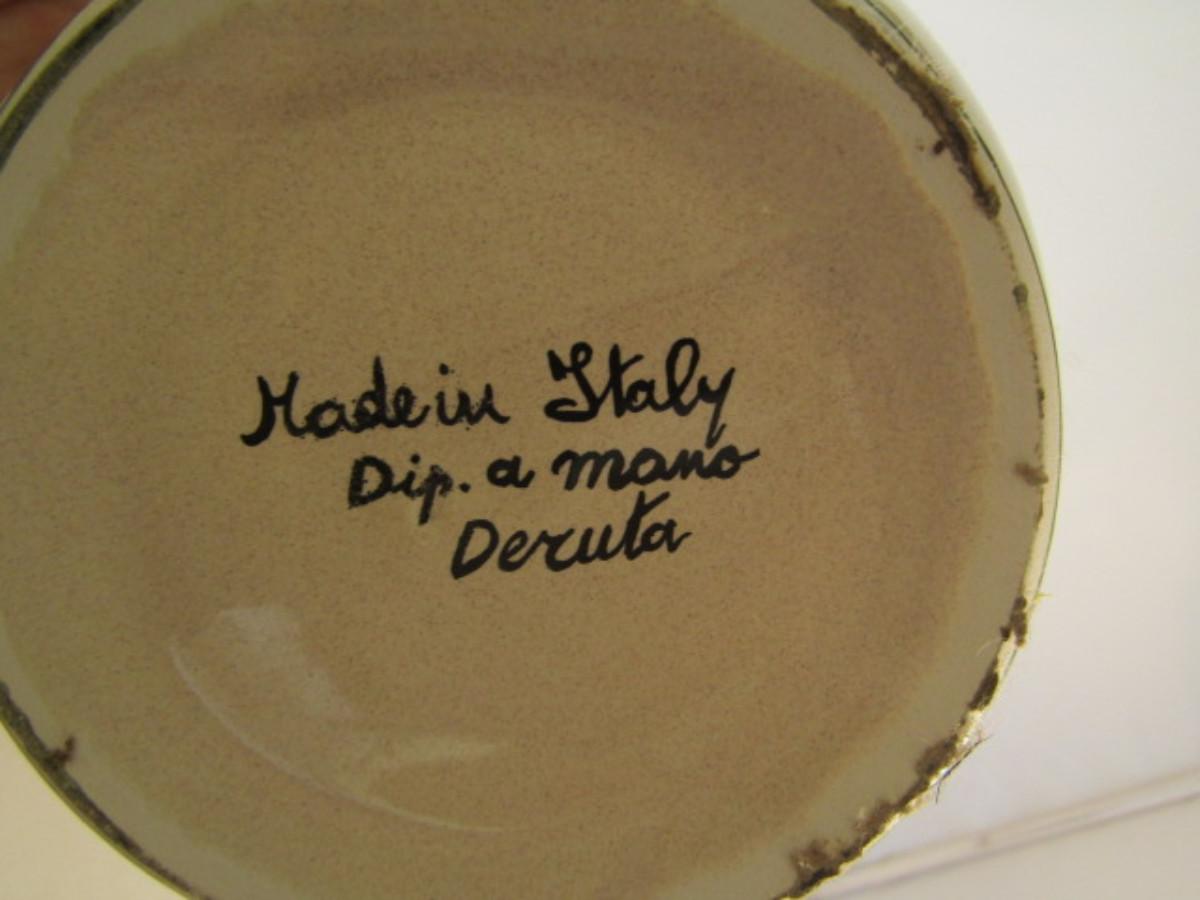 Made in Italy
Dip. a mano
Deruta